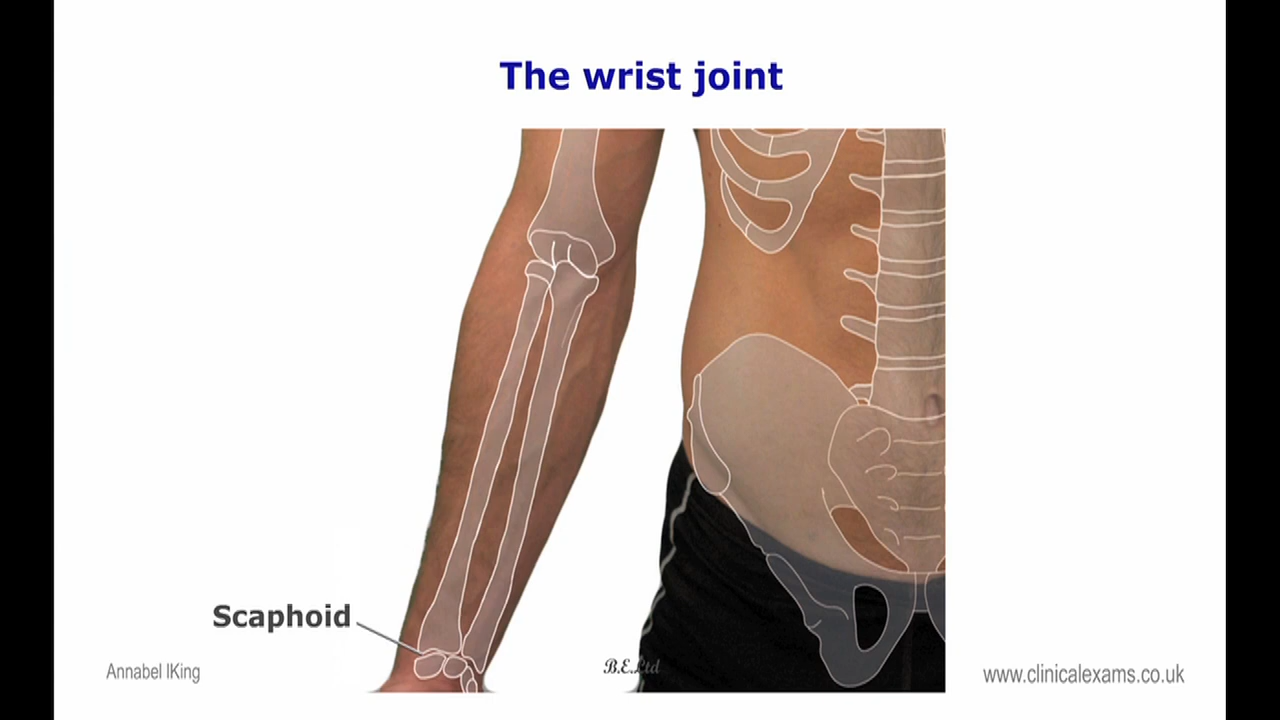 The wrist joint
Scaphoid
Annabel IKing
B.E.Ltd
www.clinicalexams.co.uk